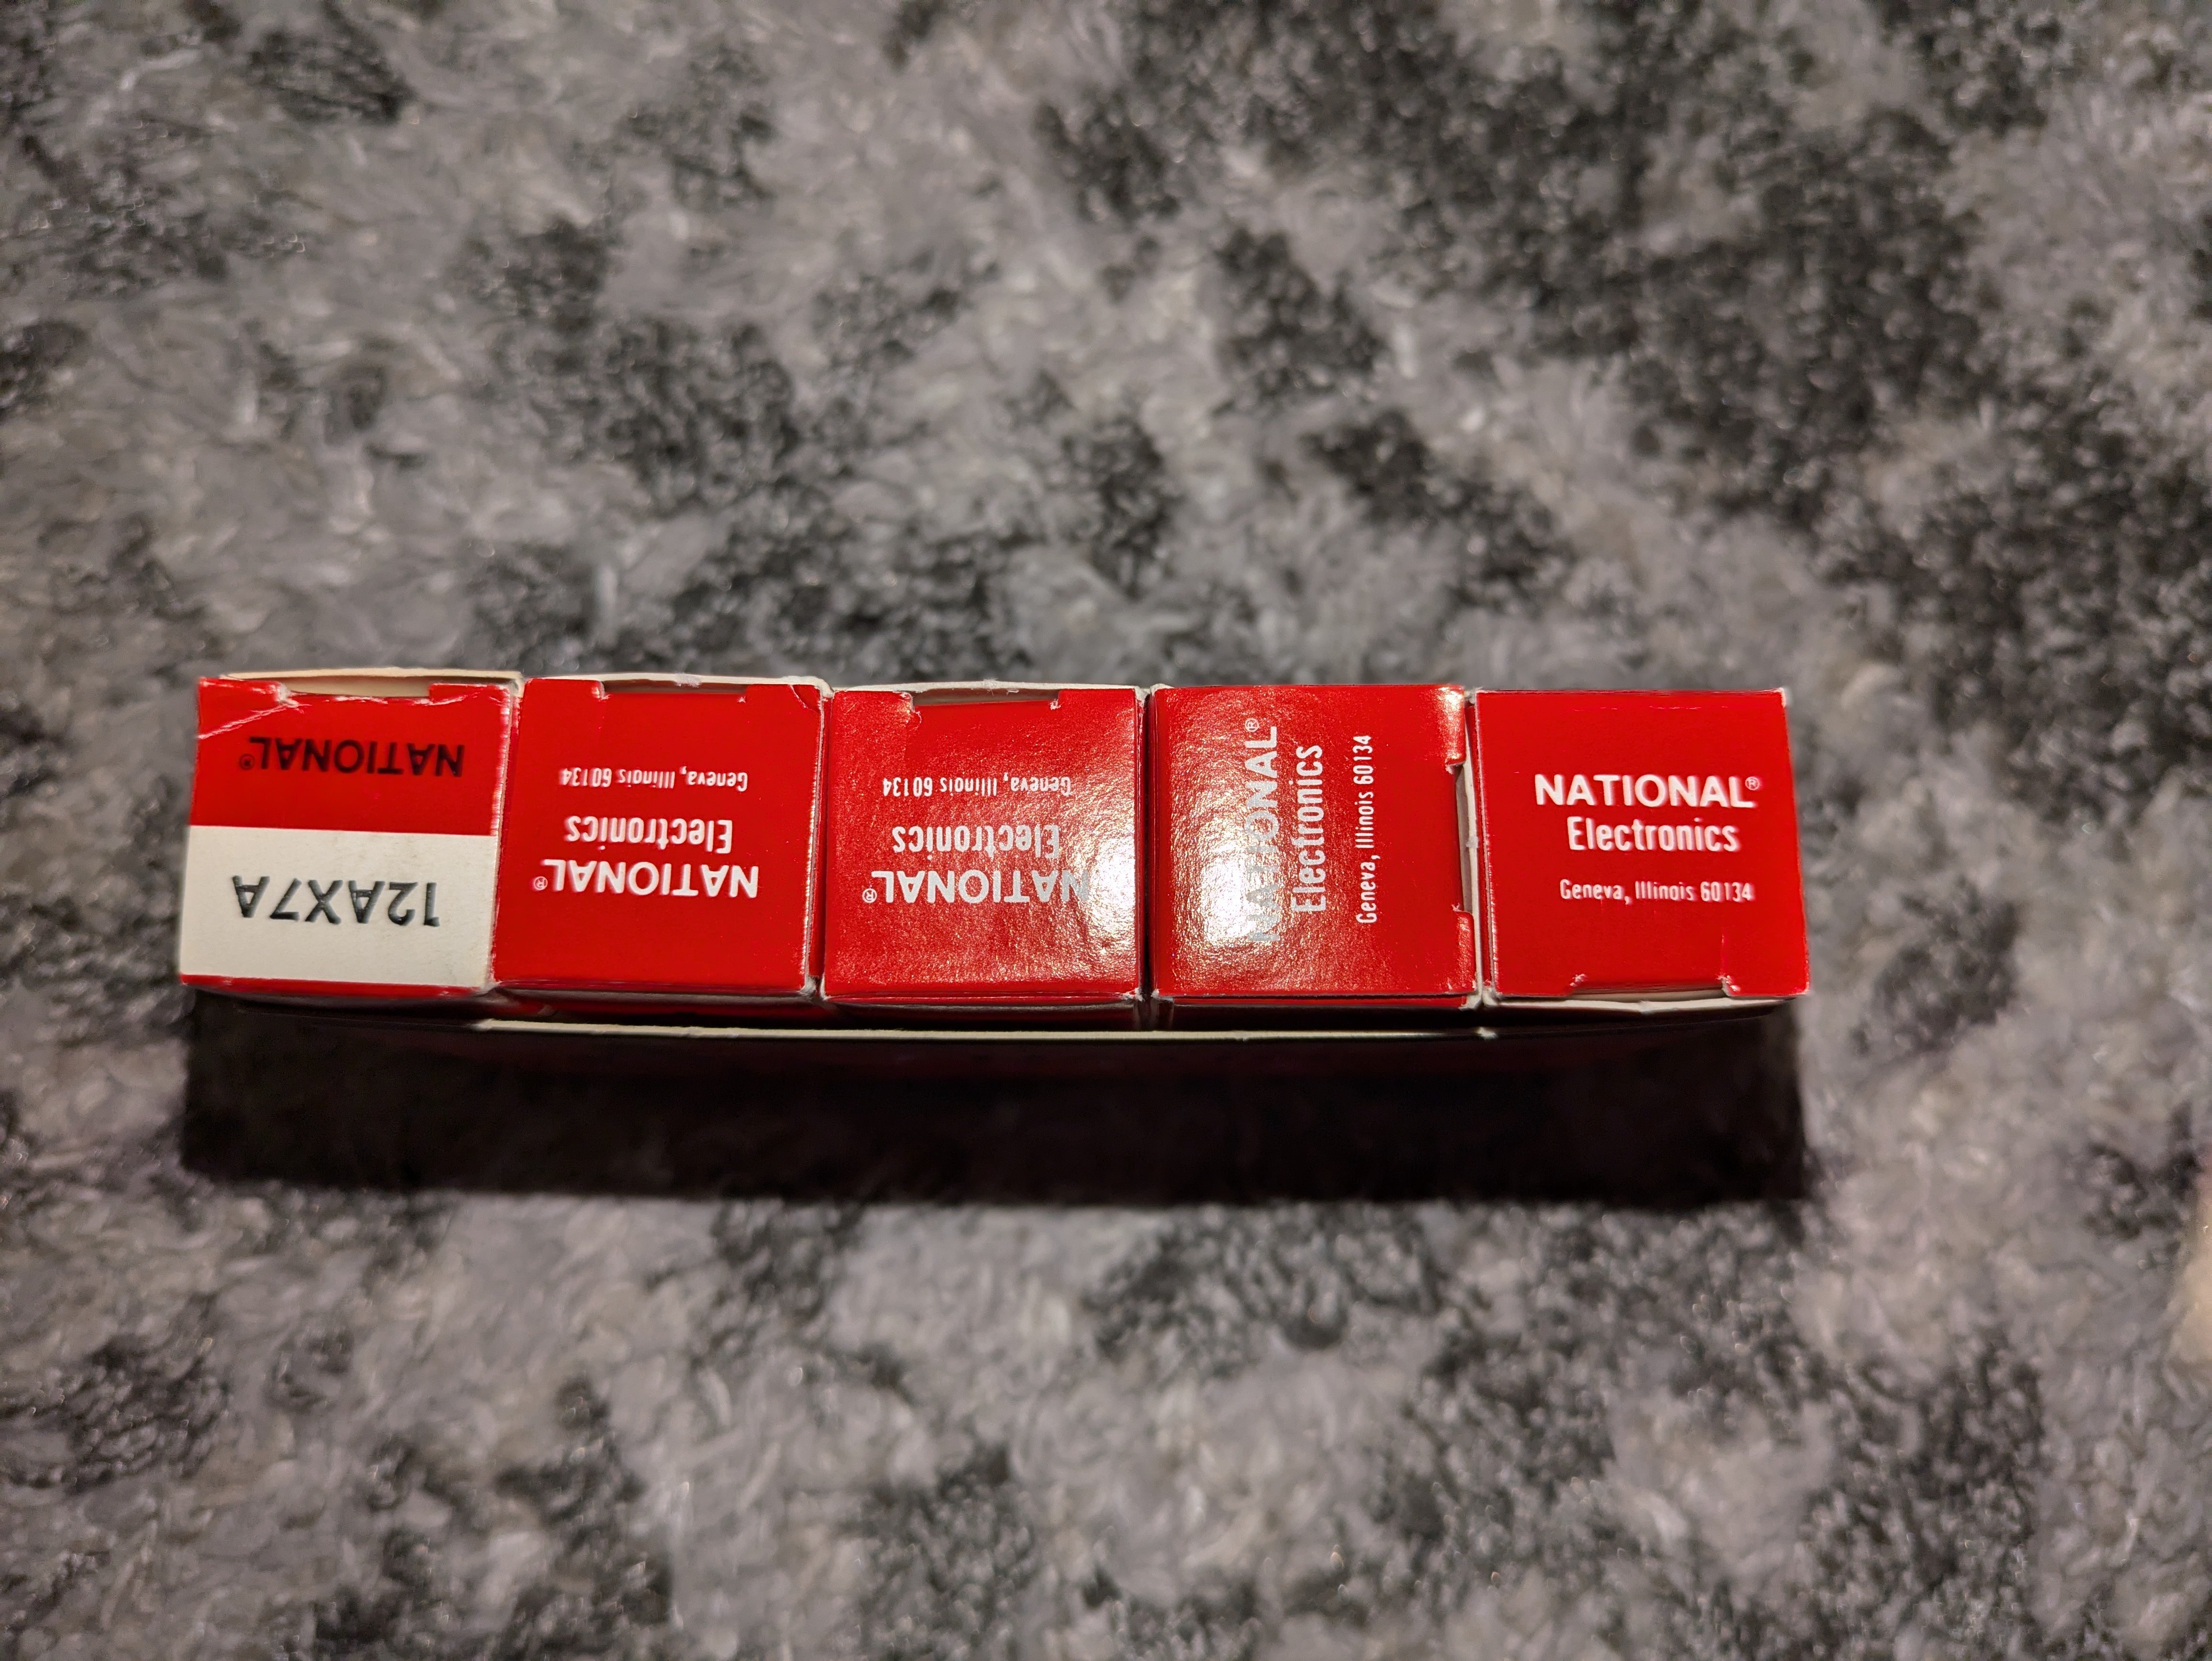 NATIONAL®
12AX7A
NATIONAL®
Electronics
Geneva, Illinois 60134
NATIONAL®
Electronics
Geneva, Illinois 60134
NATIONAL®
Electronics
Geneva, Illinois 60134
NATIONAL®
Electronics
Geneva, Illinois 60134